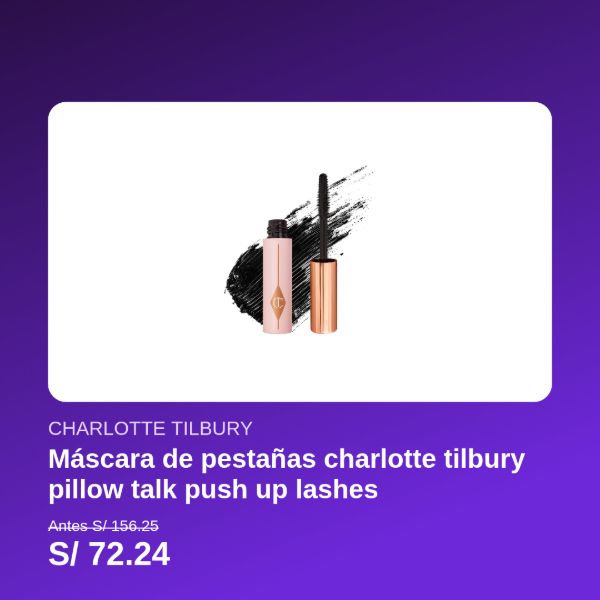 CHARLOTTE TILBURY
Máscara de pestañas charlotte tilbury
pillow talk push up lashes
Antes S/ 156.25
S/ 72.24